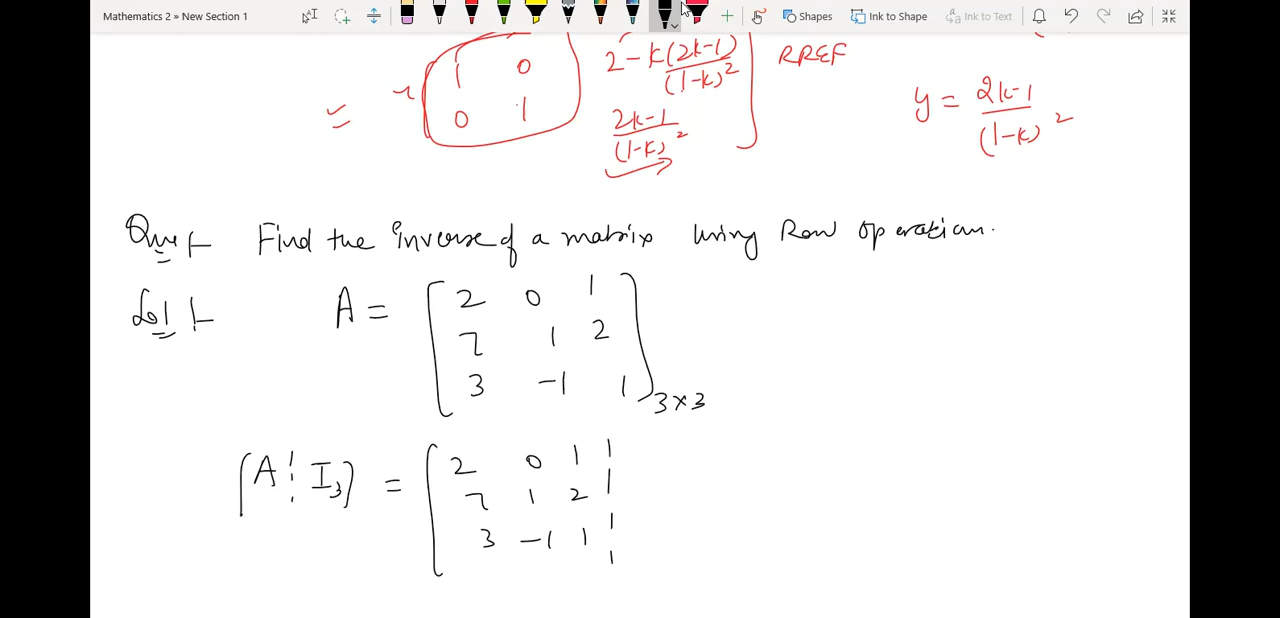 Mathematics 2 » New Section 1
Shapes Ink to Shape Ink to Text
1 0 2-k(2k-1)/(1-k)² RREF
≃ 0 1 2k-1/(1-k)²
y = 2k-1/(1-k)²
Ques:- Find the inverse of a matrix using Row operation.
Sol:- A = [2 0 1
7 1 2
3 -1 1]3×3
[A ¦ I3] = [2 0 1 ¦
7 1 2 ¦
3 -1 1 ¦